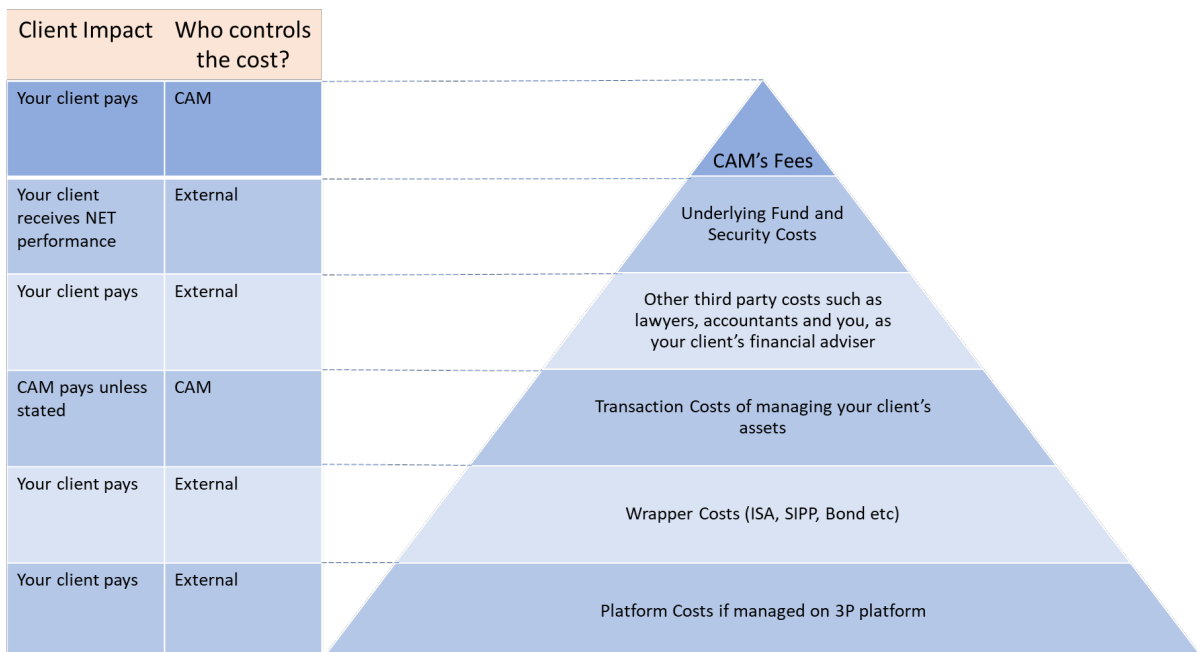 Client Impact
Who controls
the cost?
Your client pays
CAM
CAM's Fees
Your client
receives NET
performance
External
Underlying Fund and
Security Costs
Your client pays
External
Other third party costs such as
lawyers, accountants and you, as
your client's financial adviser
CAM pays unless
stated
CAM
Transaction Costs of managing your client's
assets
Your client pays
External
Wrapper Costs (ISA, SIPP, Bond etc)
Your client pays
External
Platform Costs if managed on 3P platform